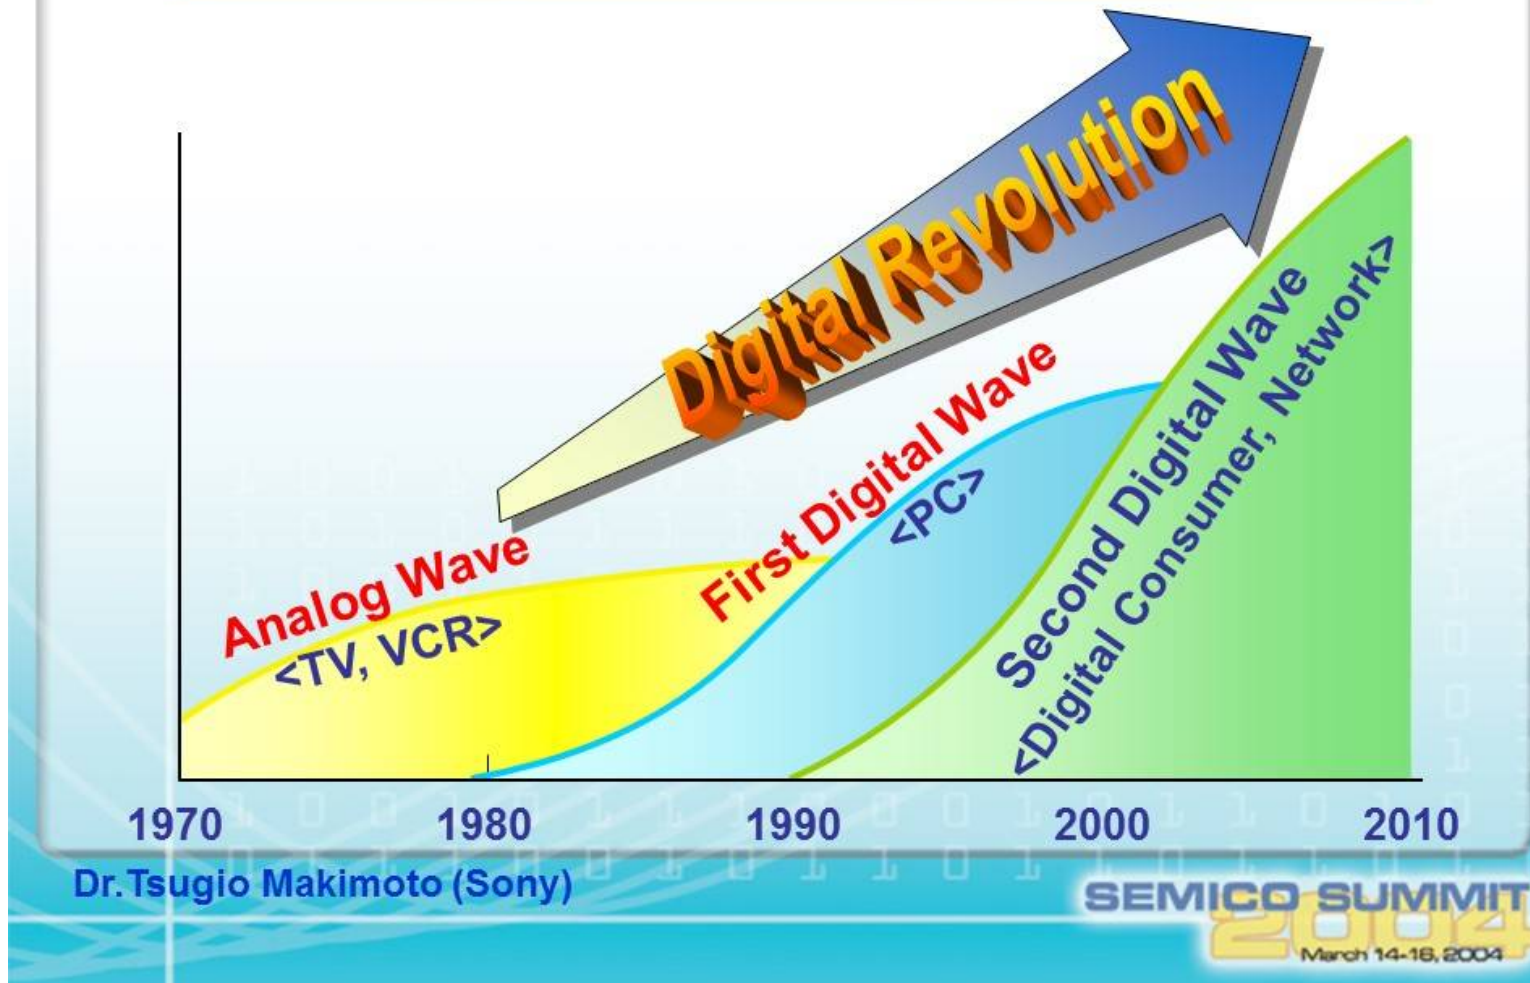 Digital Revolution
Analog Wave
<TV, VCR>
First Digital Wave
<PC>
Second Digital Wave
<Digital Consumer, Network>
1970 1980 1990 2000 2010
Dr. Tsugio Makimoto (Sony)
SEMICO SUMMIT
2004
March 14-16, 2004